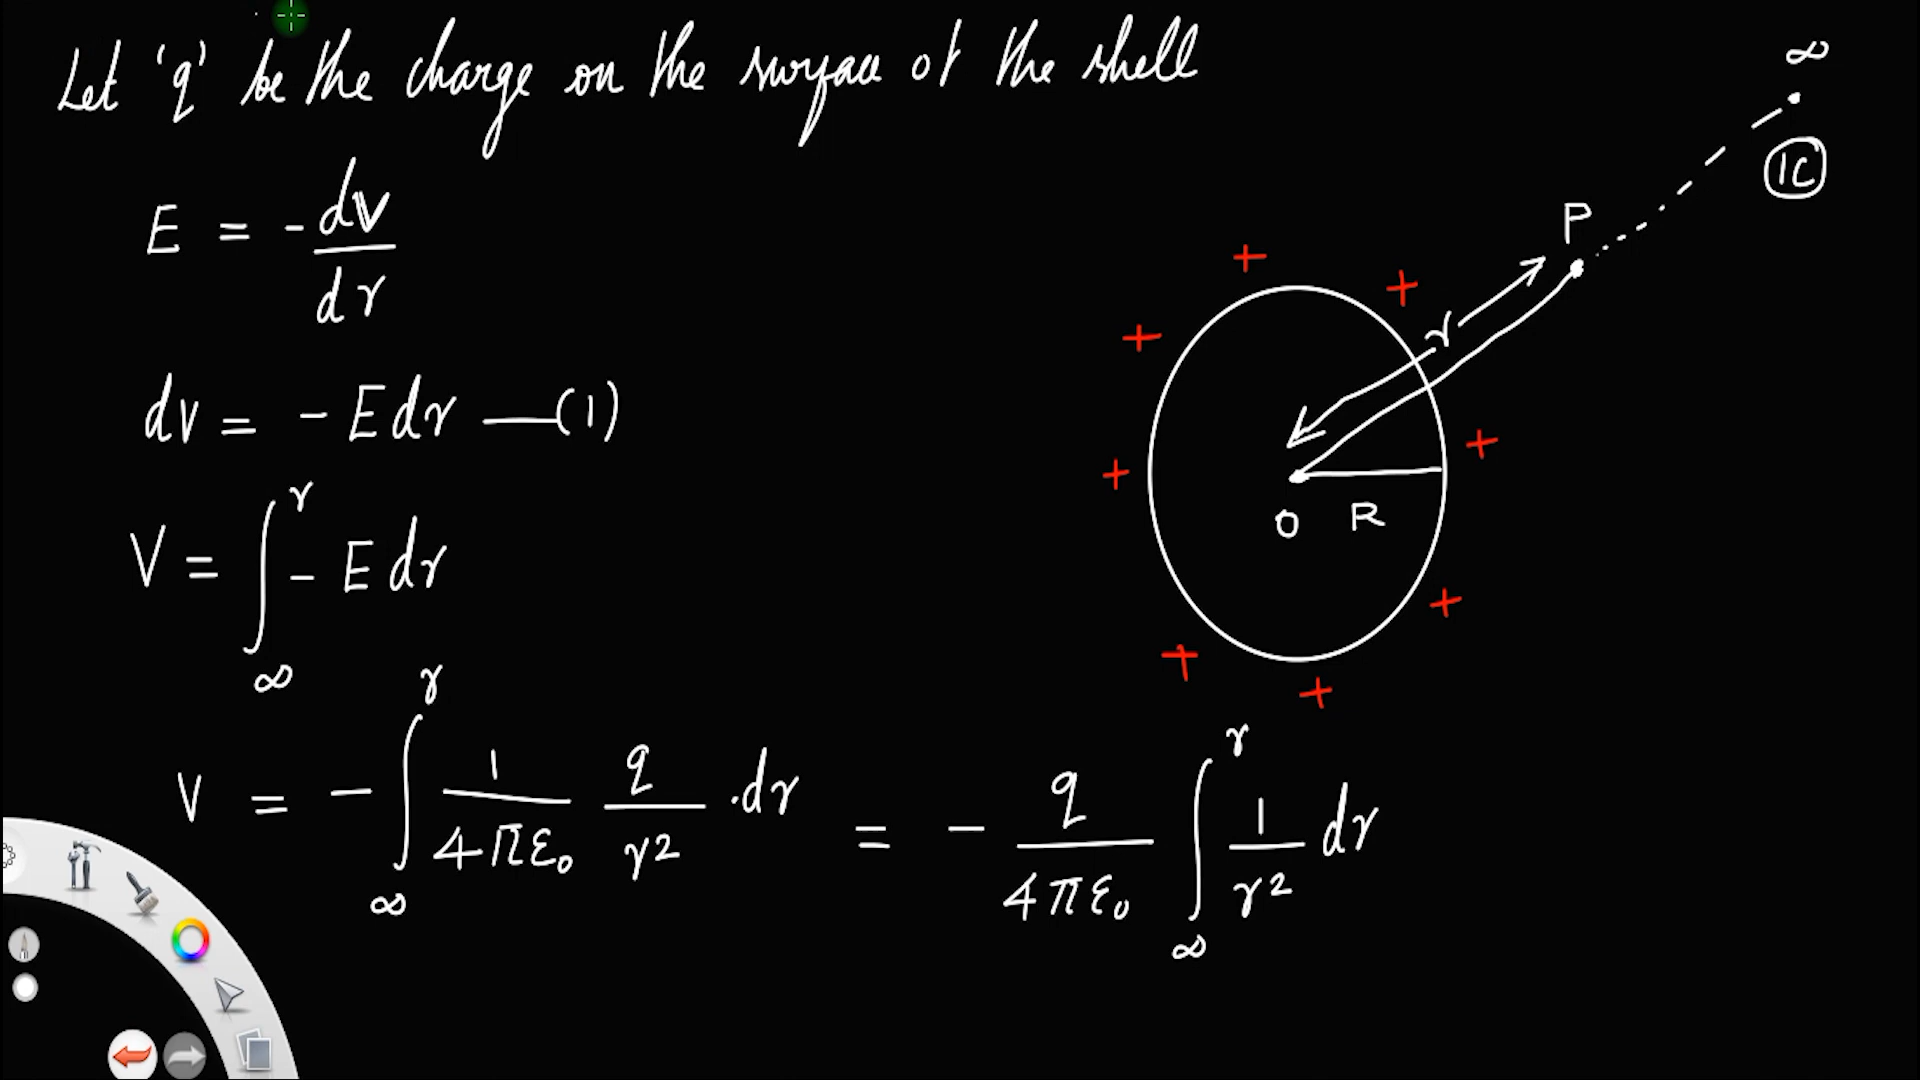 Let 'q' be the charge on the surface of the shell
E = - dv/dr
dv = - E dr —(1)
V = ∫_∞^r - E dr
V = - ∫_∞^r 1/4πε₀ q/r² . dr = - q/4πε₀ ∫_∞^r 1/r² dr
∞
1C
P
r
O R
+ + + + + + + +